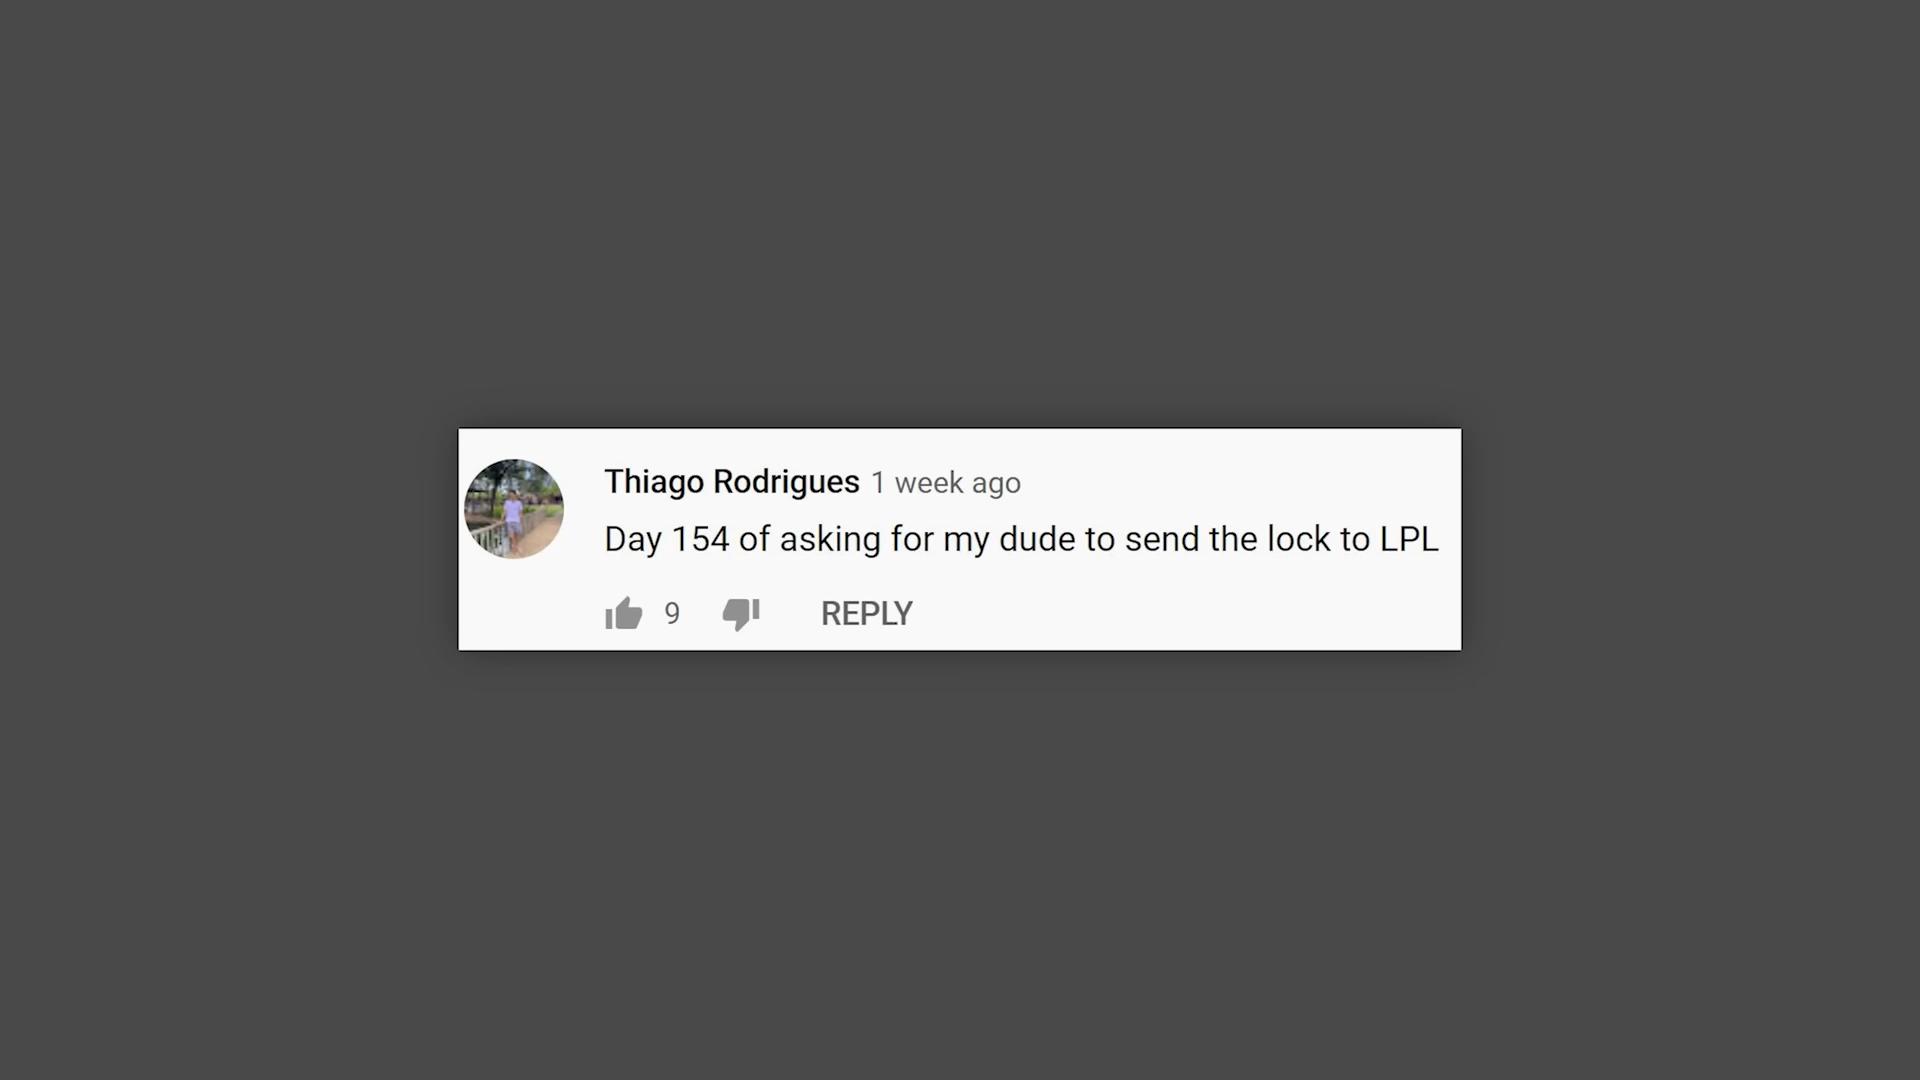 Thiago Rodrigues 1 week ago
Day 154 of asking for my dude to send the lock to LPL
9 REPLY